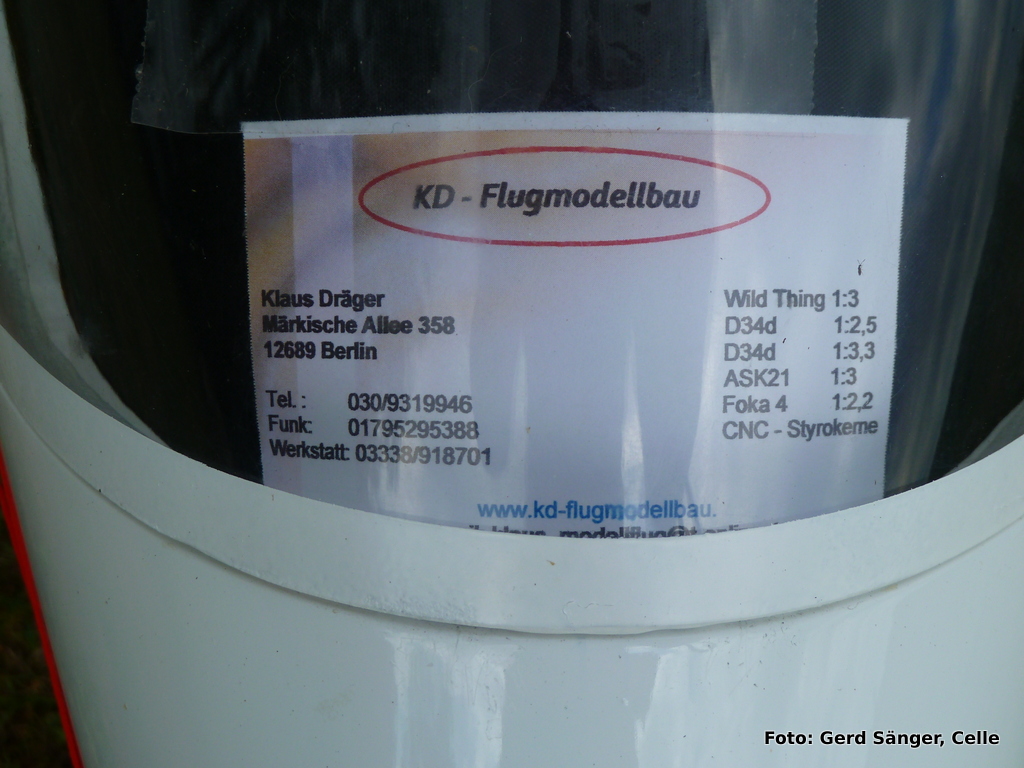 KD - Flugmodellbau
Klaus Dräger
Märkische Allee 358
12689 Berlin
Tel. : 030/9319946
Funk: 01795295388
Werkstatt: 03338/918701
Wild Thing 1:3
D34d 1:2,5
D34d 1:3,3
ASK21 1:3
Foka 4 1:2,2
CNC - Styrokerne
www.kd-flugmodellbau.
Foto: Gerd Sänger, Celle